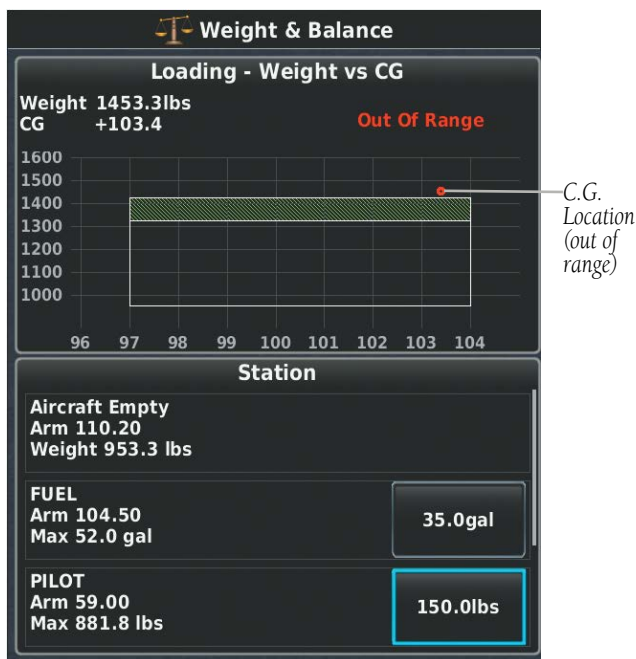 Weight & Balance
Loading - Weight vs CG
Weight 1453.3lbs
CG +103.4
Out Of Range
1600
1500
1400
1300
1200
1100
1000
96 97 98 99 100 101 102 103 104
C.G.
Location
(out of
range)
Station
Aircraft Empty
Arm 110.20
Weight 953.3 lbs
FUEL
Arm 104.50
Max 52.0 gal
35.0gal
PILOT
Arm 59.00
Max 881.8 lbs
150.0lbs